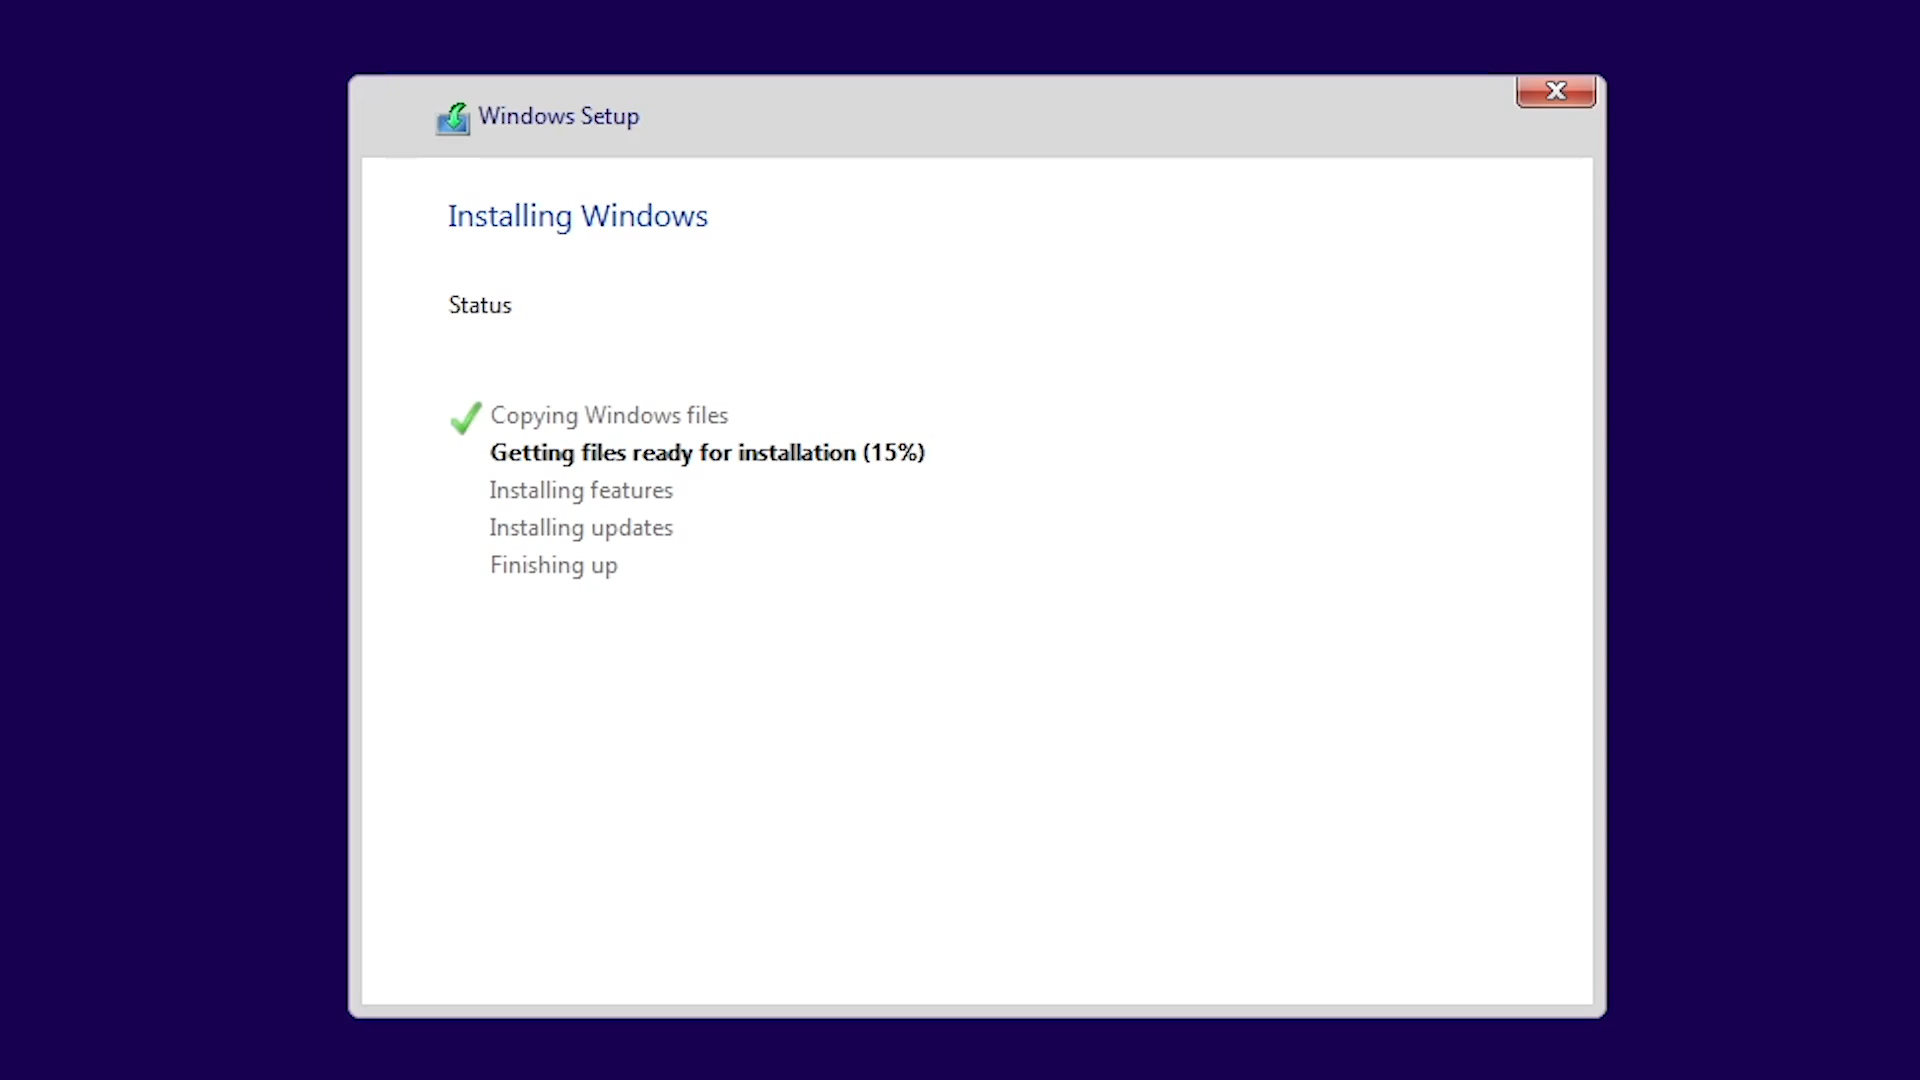 Windows Setup
Installing Windows
Status
Copying Windows files
Getting files ready for installation (15%)
Installing features
Installing updates
Finishing up